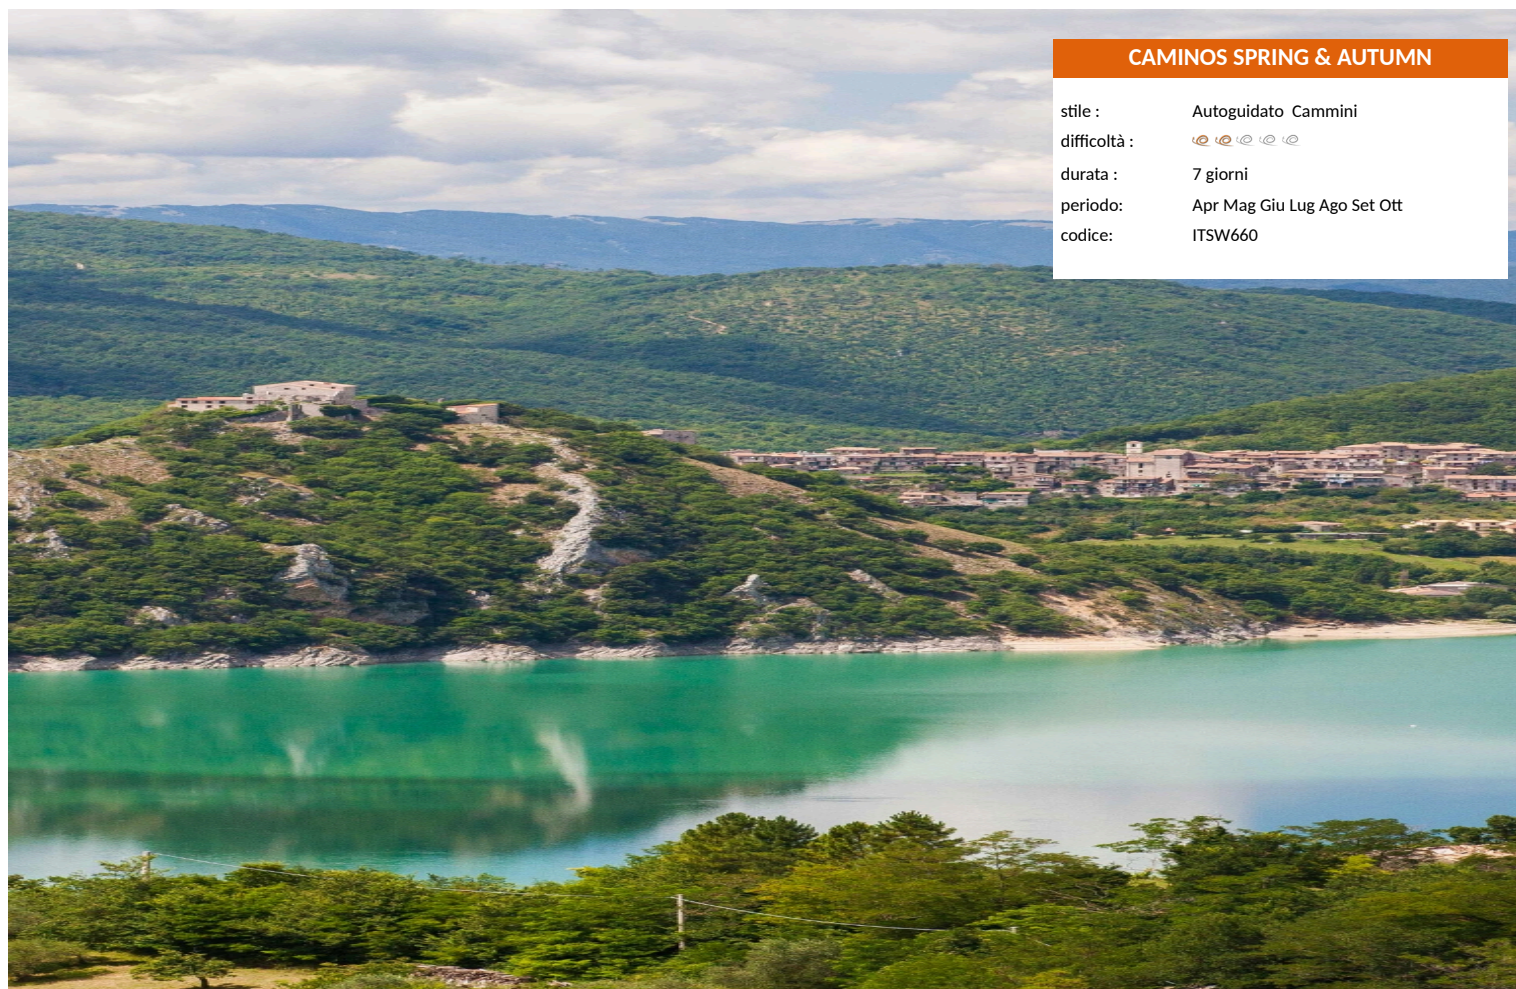 CAMINOS SPRING & AUTUMN
stile : Autoguidato Cammini
difficoltà :
durata : 7 giorni
periodo: Apr Mag Giu Lug Ago Set Ott
codice: ITSW660